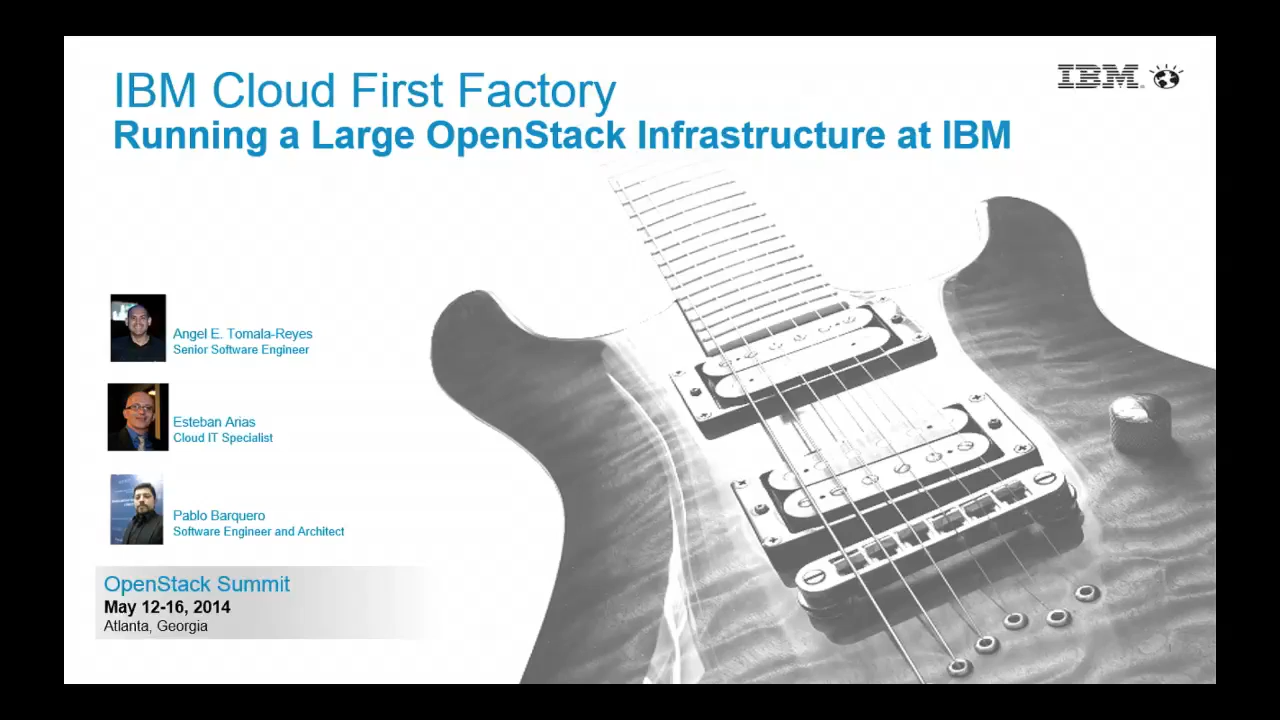 IBM Cloud First Factory
Running a Large OpenStack Infrastructure at IBM
IBM
Angel E. Tomala-Reyes
Senior Software Engineer
Esteban Arias
Cloud IT Specialist
Pablo Barquero
Software Engineer and Architect
OpenStack Summit
May 12-16, 2014
Atlanta, Georgia